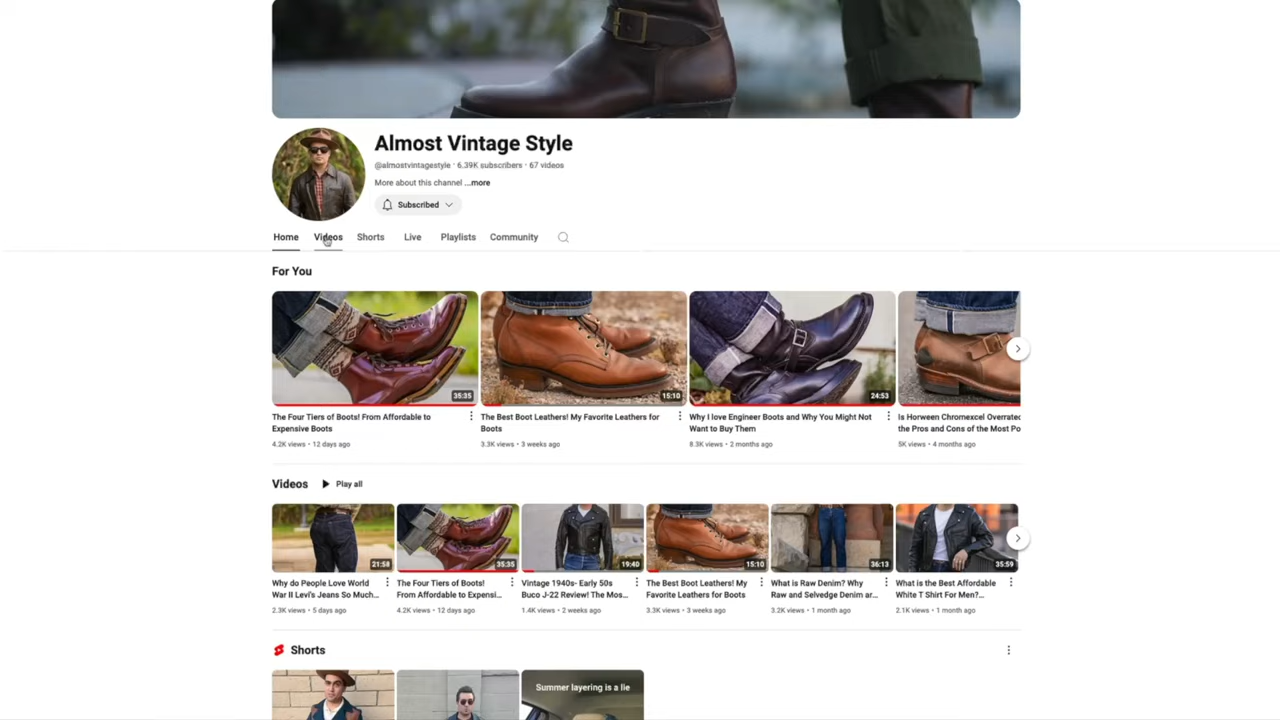 Almost Vintage Style
@almostvintagestyle · 6.39K subscribers · 67 videos
More about this channel ...more
Subscribed
Home Videos Shorts Live Playlists Community
For You
35:35
15:10
24:53
The Four Tiers of Boots! From Affordable to
Expensive Boots
4.2K views • 12 days ago
The Best Boot Leathers! My Favorite Leathers for
Boots
3.3K views • 3 weeks ago
Why I love Engineer Boots and Why You Might Not
Want to Buy Them
8.3K views • 2 months ago
Is Horween Chromexcel Overrated
the Pros and Cons of the Most Po
5K views • 4 months ago
Videos Play all
21:58
35:35
19:40
15:10
36:13
35:59
Why do People Love World
War II Levi's Jeans So Much...
2.3K views • 5 days ago
The Four Tiers of Boots!
From Affordable to Expensi...
4.2K views • 12 days ago
Vintage 1940s- Early 50s
Buco J-22 Review! The Mos...
1.4K views • 2 weeks ago
The Best Boot Leathers! My
Favorite Leathers for Boots
3.3K views • 3 weeks ago
What is Raw Denim? Why
Raw and Selvedge Denim ar...
3.2K views • 1 month ago
What is the Best Affordable
White T Shirt For Men?...
2.1K views • 1 month ago
Shorts
Summer layering is a lie